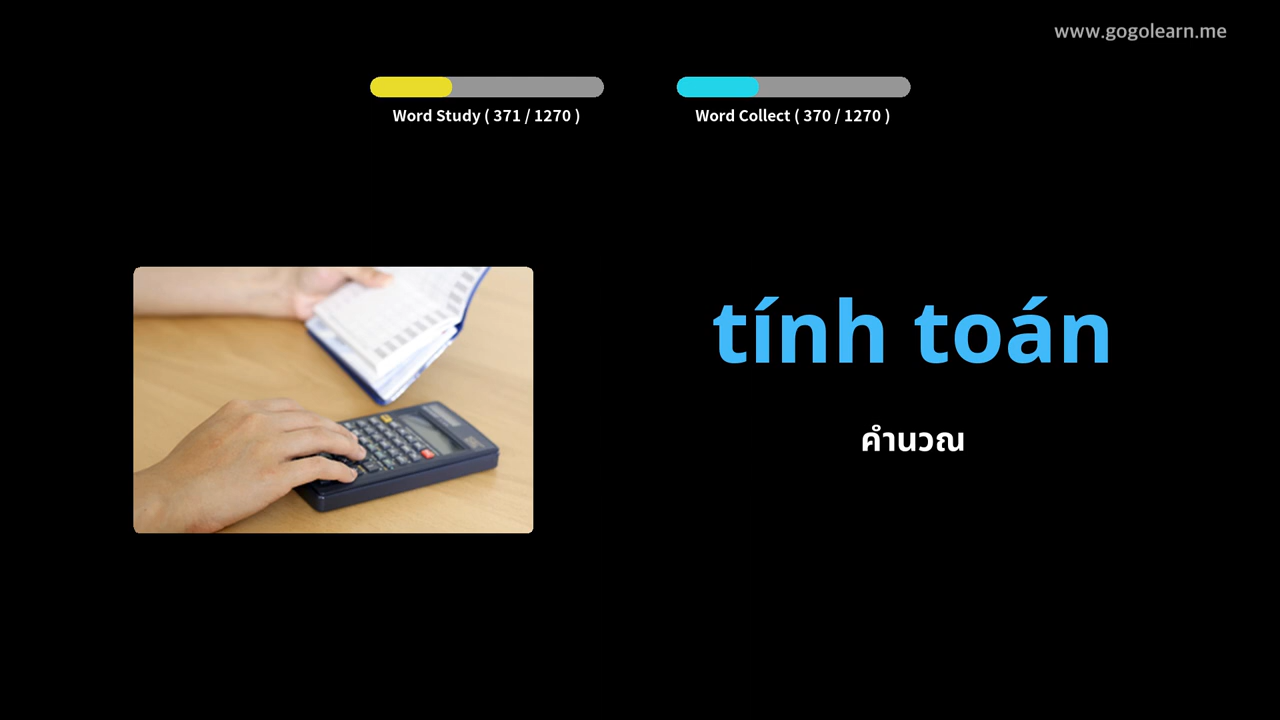 www.gogolearn.me
Word Study ( 371 / 1270 )
Word Collect ( 370 / 1270 )
tính toán
คำนวณ